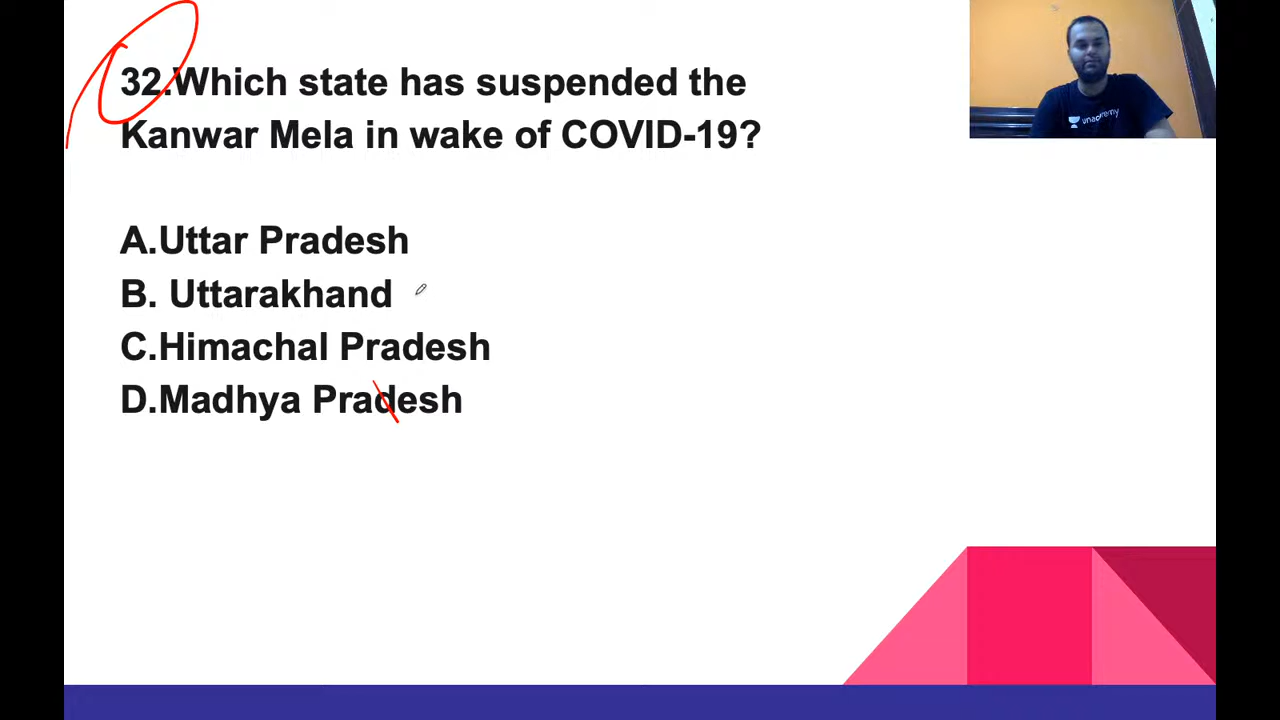 32.Which state has suspended the
Kanwar Mela in wake of COVID-19?
A.Uttar Pradesh
B. Uttarakhand
C.Himachal Pradesh
D.Madhya Pradesh
unacademy